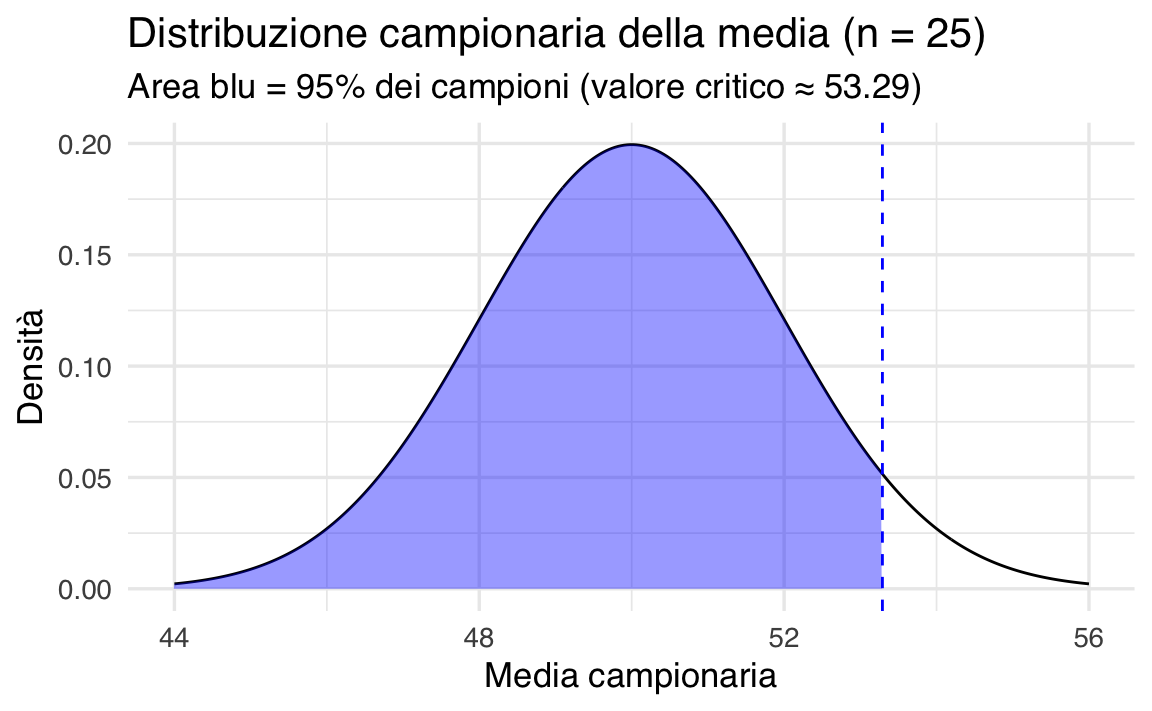 Distribuzione campionaria della media (n = 25)
Area blu = 95% dei campioni (valore critico ≈ 53.29)
0.20
0.15
0.10
0.05
0.00
Densità
44 48 52 56
Media campionaria